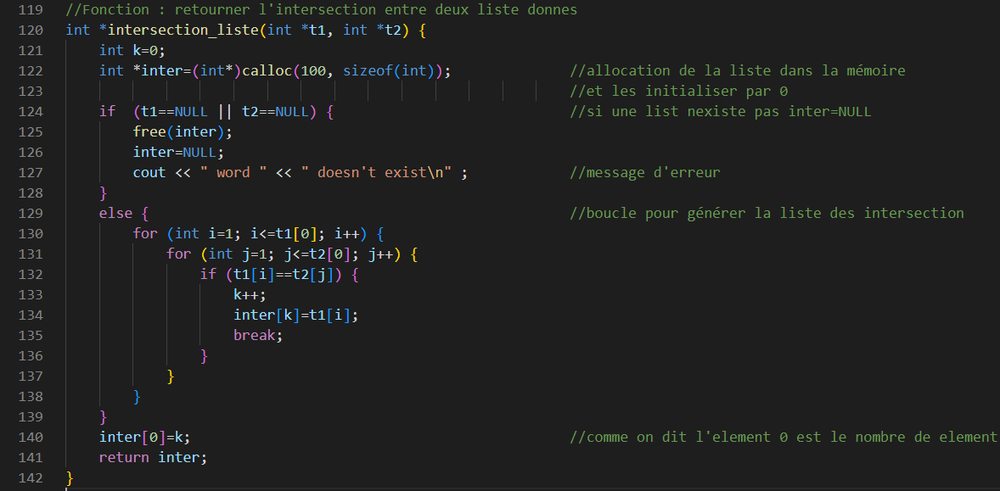 119 //Fonction : retourner l'intersection entre deux liste donnes
120 int *intersection_liste(int *t1, int *t2) {
121     int k=0;
122     int *inter=(int*)calloc(100, sizeof(int)); //allocation de la liste dans la mémoire
123 //et les initialiser par 0
124     if  (t1==NULL || t2==NULL) { //si une list nexiste pas inter=NULL
125         free(inter);
126         inter=NULL;
127         cout << " word " << " doesn't exist\n" ; //message d'erreur
128     }
129     else { //boucle pour générer la liste des intersection
130         for (int i=1; i<=t1[0]; i++) {
131             for (int j=1; j<=t2[0]; j++) {
132                 if (t1[i]==t2[j]) {
133                     k++;
134                     inter[k]=t1[i];
135                     break;
136                 }
137             }
138         }
139     }
140     inter[0]=k; //comme on dit l'element 0 est le nombre de element
141     return inter;
142 }